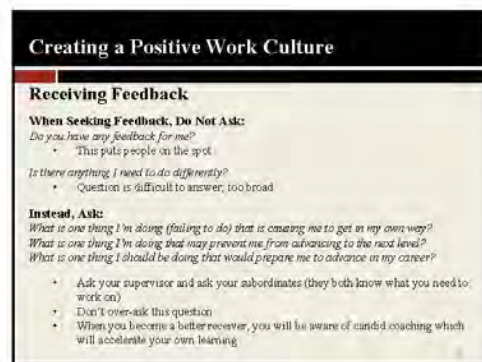 Creating a Positive Work Culture
Receiving Feedback
When Seeking Feedback, Do Not Ask:
Do you have any feedback for me?
• This puts people on the spot
Is there anything I need to do differently?
• Question is difficult to answer, too broad
Instead, Ask:
What is one thing I'm doing (failing to do) that is causing me to get in my own way?
What is one thing I'm doing that may prevent me from advancing to the next level?
What is one thing I should be doing that would prepare me to advance in my career?
• Ask your supervisor and ask your subordinates (they both know what you need to
work on)
• Don't over-ask this question
• When you become a better receiver, you will be aware of candid coaching which
will accelerate your own learning